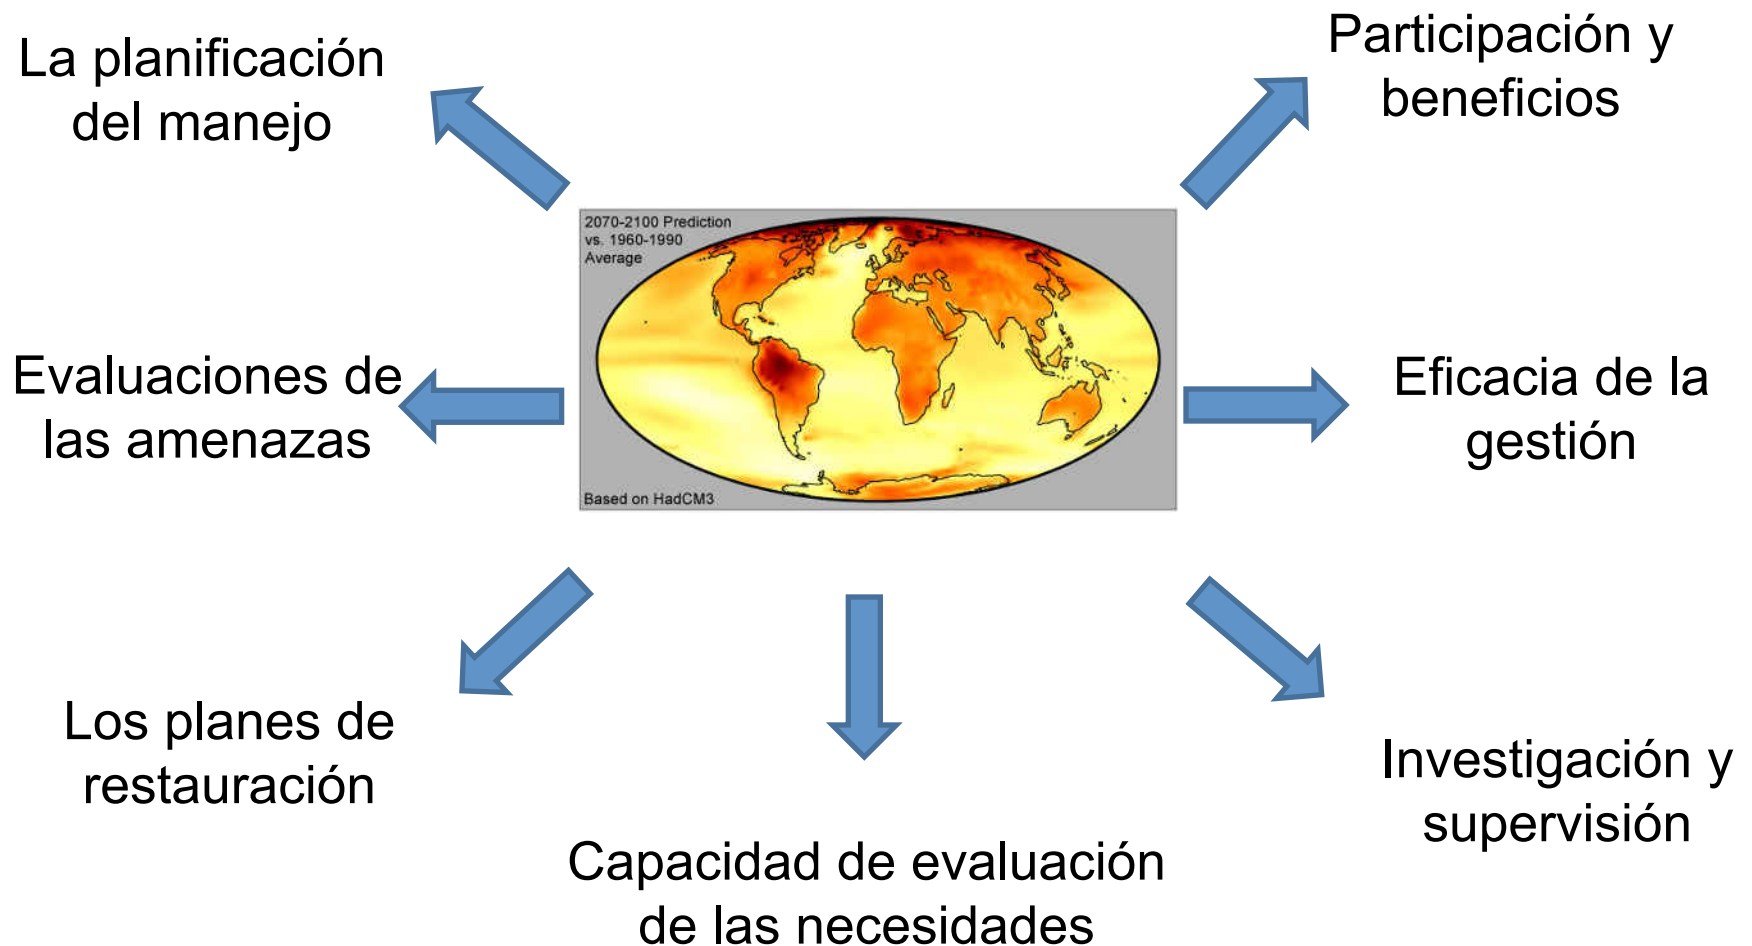 La planificación
del manejo
Participación y
beneficios
2070-2100 Prediction
vs. 1960-1990
Average
Based on HadCM3
Evaluaciones de
las amenazas
Eficacia de la
gestión
Los planes de
restauración
Capacidad de evaluación
de las necesidades
Investigación y
supervisión